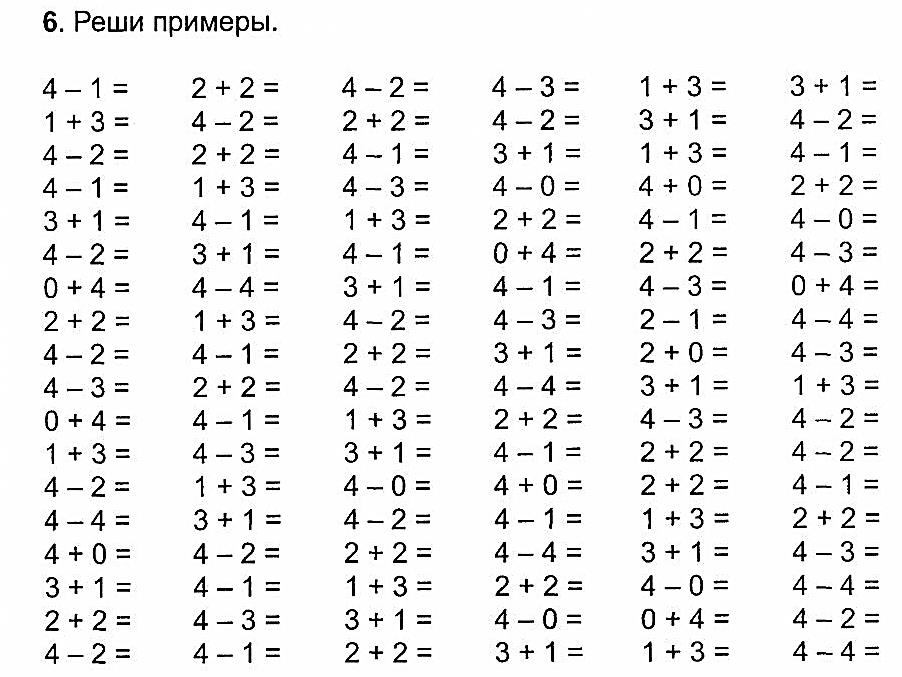 6. Реши примеры.
4 – 1 = 2 + 2 = 4 – 2 = 4 – 3 = 1 + 3 = 3 + 1 =
1 + 3 = 4 – 2 = 2 + 2 = 4 – 2 = 3 + 1 = 4 – 2 =
4 – 2 = 2 + 2 = 4 – 1 = 3 + 1 = 1 + 3 = 4 – 1 =
4 – 1 = 1 + 3 = 4 – 3 = 4 – 0 = 4 + 0 = 2 + 2 =
3 + 1 = 4 – 1 = 1 + 3 = 2 + 2 = 4 – 1 = 4 – 0 =
4 – 2 = 3 + 1 = 4 – 1 = 0 + 4 = 2 + 2 = 4 – 3 =
0 + 4 = 4 – 4 = 3 + 1 = 4 – 1 = 4 – 3 = 0 + 4 =
2 + 2 = 1 + 3 = 4 – 2 = 4 – 3 = 2 – 1 = 4 – 4 =
4 – 2 = 4 – 1 = 2 + 2 = 3 + 1 = 2 + 0 = 4 – 3 =
4 – 3 = 2 + 2 = 4 – 2 = 4 – 4 = 3 + 1 = 1 + 3 =
0 + 4 = 4 – 1 = 1 + 3 = 2 + 2 = 4 – 3 = 4 – 2 =
1 + 3 = 4 – 3 = 3 + 1 = 4 – 1 = 2 + 2 = 4 – 2 =
4 – 2 = 1 + 3 = 4 – 0 = 4 + 0 = 2 + 2 = 4 – 1 =
4 – 4 = 3 + 1 = 4 – 2 = 4 – 1 = 1 + 3 = 2 + 2 =
4 + 0 = 4 – 2 = 2 + 2 = 4 – 4 = 3 + 1 = 4 – 3 =
3 + 1 = 4 – 1 = 1 + 3 = 2 + 2 = 4 – 0 = 4 – 4 =
2 + 2 = 4 – 3 = 3 + 1 = 4 – 0 = 0 + 4 = 4 – 2 =
4 – 2 = 4 – 1 = 2 + 2 = 3 + 1 = 1 + 3 = 4 – 4 =